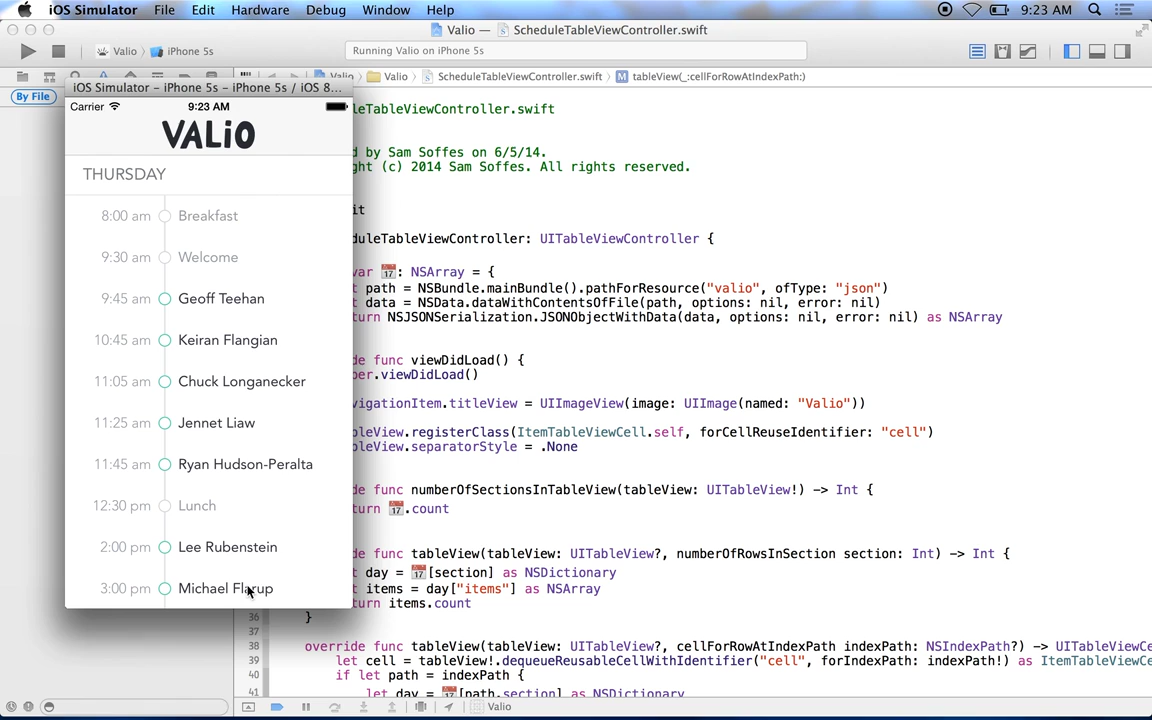 iOS Simulator File Edit Hardware Debug Window Help 9:23 AM
Valio — ScheduleTableViewController.swift
Valio iPhone 5s Running Valio on iPhone 5s
Valio Valio ScheduleTableViewController.swift M tableView(_:cellForRowAtIndexPath:)
By File
iOS Simulator - iPhone 5s - iPhone 5s / iOS 8...
Carrier 9:23 AM
VALiO
THURSDAY
8:00 am Breakfast
9:30 am Welcome
9:45 am Geoff Teehan
10:45 am Keiran Flangian
11:05 am Chuck Longanecker
11:25 am Jennet Liaw
11:45 am Ryan Hudson-Peralta
12:30 pm Lunch
2:00 pm Lee Rubenstein
3:00 pm Michael Flarup
leTableViewController.swift
d by Sam Soffes on 6/5/14.
ght (c) 2014 Sam Soffes. All rights reserved.
it
duleTableViewController: UITableViewController {
var 📅: NSArray = {
t path = NSBundle.mainBundle().pathForResource("valio", ofType: "json")
t data = NSData.dataWithContentsOfFile(path, options: nil, error: nil)
turn NSJSONSerialization.JSONObjectWithData(data, options: nil, error: nil) as NSArray
de func viewDidLoad() {
per.viewDidLoad()
vigationItem.titleView = UIImageView(image: UIImage(named: "Valio"))
bleView.registerClass(ItemTableViewCell.self, forCellReuseIdentifier: "cell")
bleView.separatorStyle = .None
de func numberOfSectionsInTableView(tableView: UITableView!) -> Int {
turn 📅.count
de func tableView(tableView: UITableView?, numberOfRowsInSection section: Int) -> Int {
t day = 📅[section] as NSDictionary
t items = day["items"] as NSArray
turn items.count
36 }
37
38 override func tableView(tableView: UITableView?, cellForRowAtIndexPath indexPath: NSIndexPath?) -> UITableViewCe
39 let cell = tableView!.dequeueReusableCellWithIdentifier("cell", forIndexPath: indexPath!) as ItemTableViewCe
40 if let path = indexPath {
41 let day = 📅[path.section] as NSDictionary
Valio